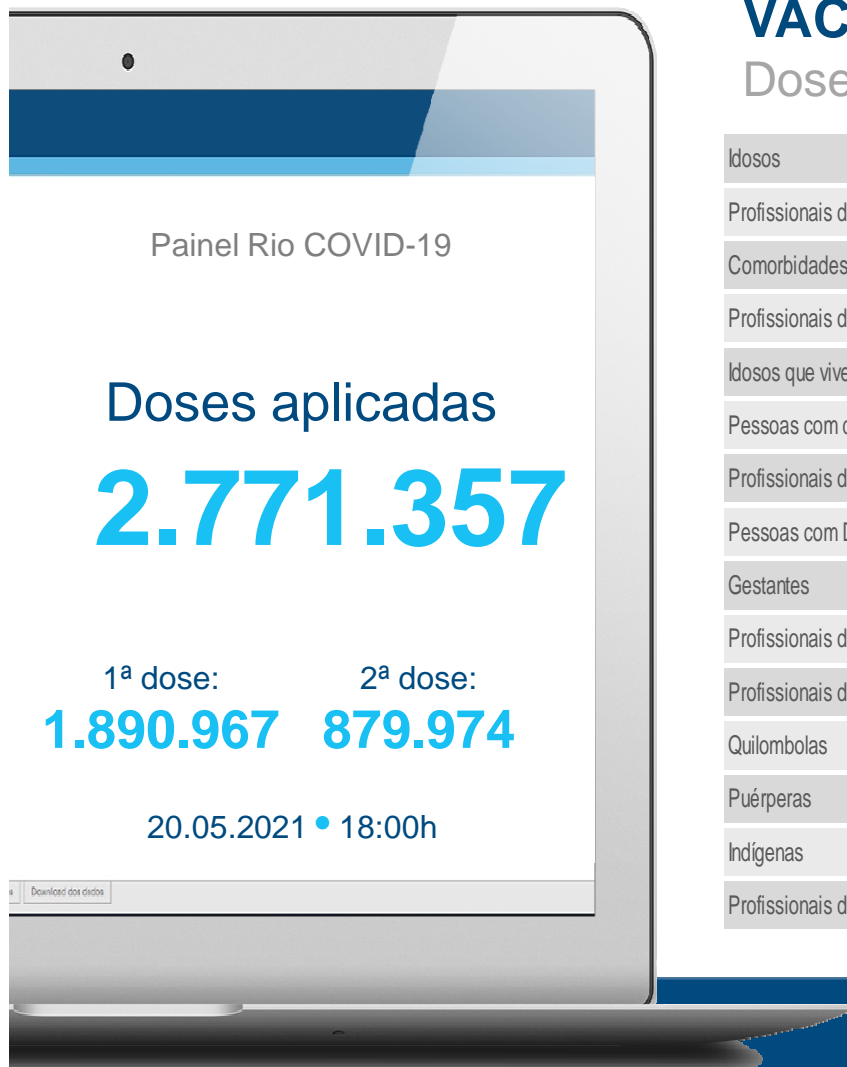 Painel Rio COVID-19
Doses aplicadas
2.771.357
1ª dose:
2ª dose:
1.890.967
879.974
20.05.2021 • 18:00h
Download dos dados
VAC
Dose
Idosos
Profissionais d
Comorbidades
Profissionais d
Idosos que vive
Pessoas com d
Profissionais d
Pessoas com D
Gestantes
Profissionais d
Profissionais d
Quilombolas
Puérperas
Indígenas
Profissionais d